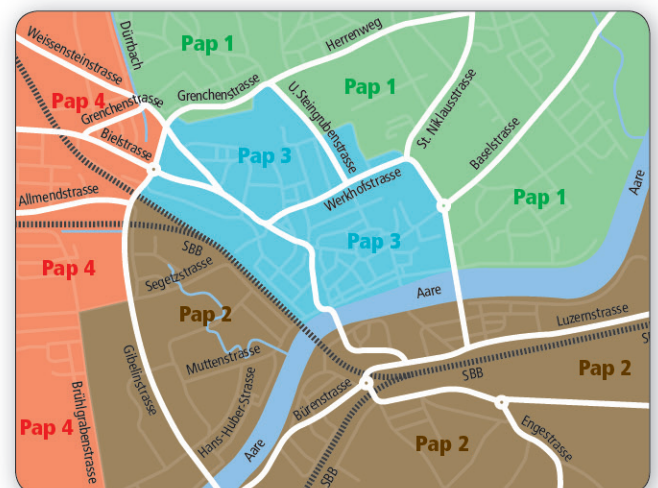 Weissensteinstrasse
Dürrbach
Pap 1
Herrenweg
Pap 4
Grenchenstrasse
Grenchenstrasse
Pap 1
U. Steingrubenstrasse
St. Niklausstrasse
Bielstrasse
Pap 3
Baselstrasse
Werkhofstrasse
Aare
Allmendstrasse
Pap 1
Pap 3
SBB
Pap 4
Segetzstrasse
Aare
Pap 2
Luzernstrasse
Muttenstrasse
Gibelinstrasse
SBB
Pap 2
Brühlgrabenstrasse
Hans-Huber-Strasse
Bürenstrasse
Pap 4
Aare
Pap 2
Engestrasse
SBB